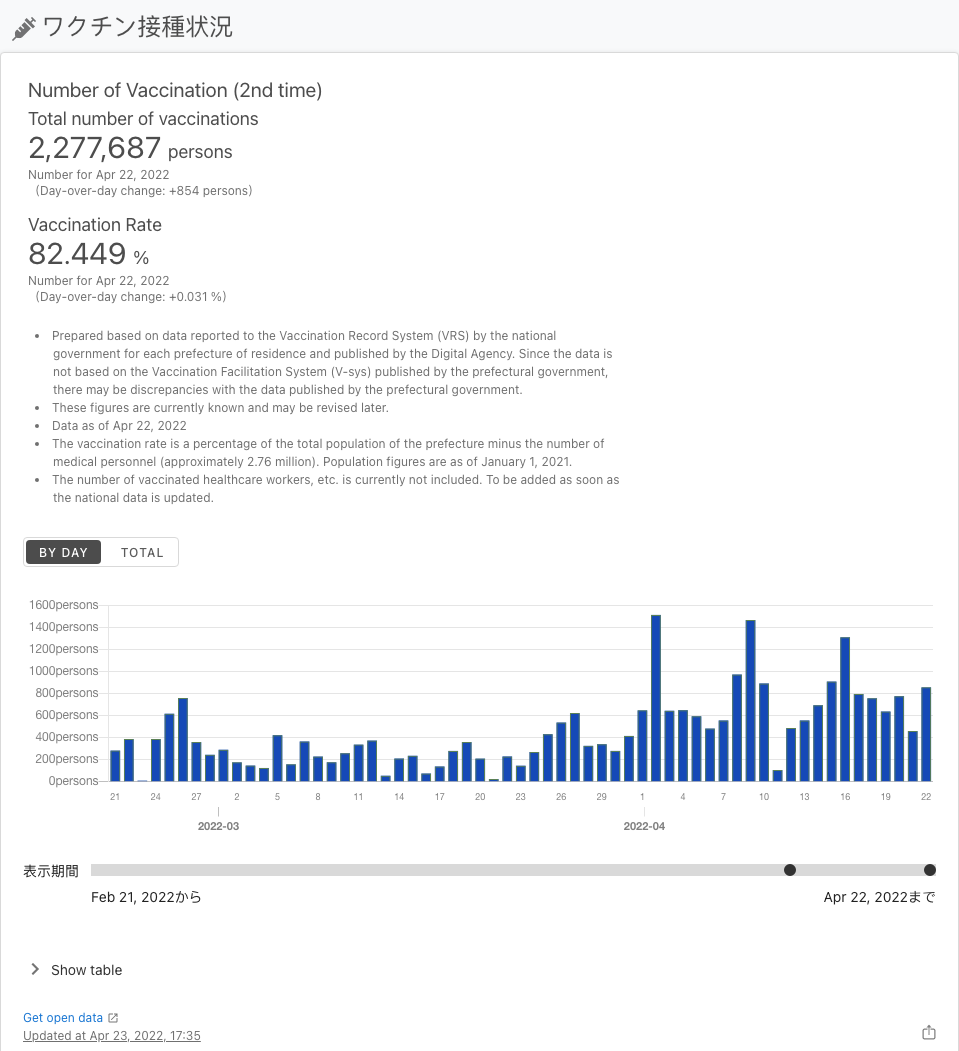 ワクチン接種状況
Number of Vaccination (2nd time)
Total number of vaccinations
2,277,687 persons
Number for Apr 22, 2022
(Day-over-day change: +854 persons)
Vaccination Rate
82.449 %
Number for Apr 22, 2022
(Day-over-day change: +0.031 %)
• Prepared based on data reported to the Vaccination Record System (VRS) by the national
government for each prefecture of residence and published by the Digital Agency. Since the data is
not based on the Vaccination Facilitation System (V-sys) published by the prefectural government,
there may be discrepancies with the data published by the prefectural government.
• These figures are currently known and may be revised later.
• Data as of Apr 22, 2022
• The vaccination rate is a percentage of the total population of the prefecture minus the number of
medical personnel (approximately 2.76 million). Population figures are as of January 1, 2021.
• The number of vaccinated healthcare workers, etc. is currently not included. To be added as soon as
the national data is updated.
BY DAY TOTAL
1600persons
1400persons
1200persons
1000persons
800persons
600persons
400persons
200persons
0persons
21 24 27 2 5 8 11 14 17 20 23 26 29 1 4 7 10 13 16 19 22
2022-03 2022-04
表示期間
Feb 21, 2022から Apr 22, 2022まで
Show table
Get open data
Updated at Apr 23, 2022, 17:35